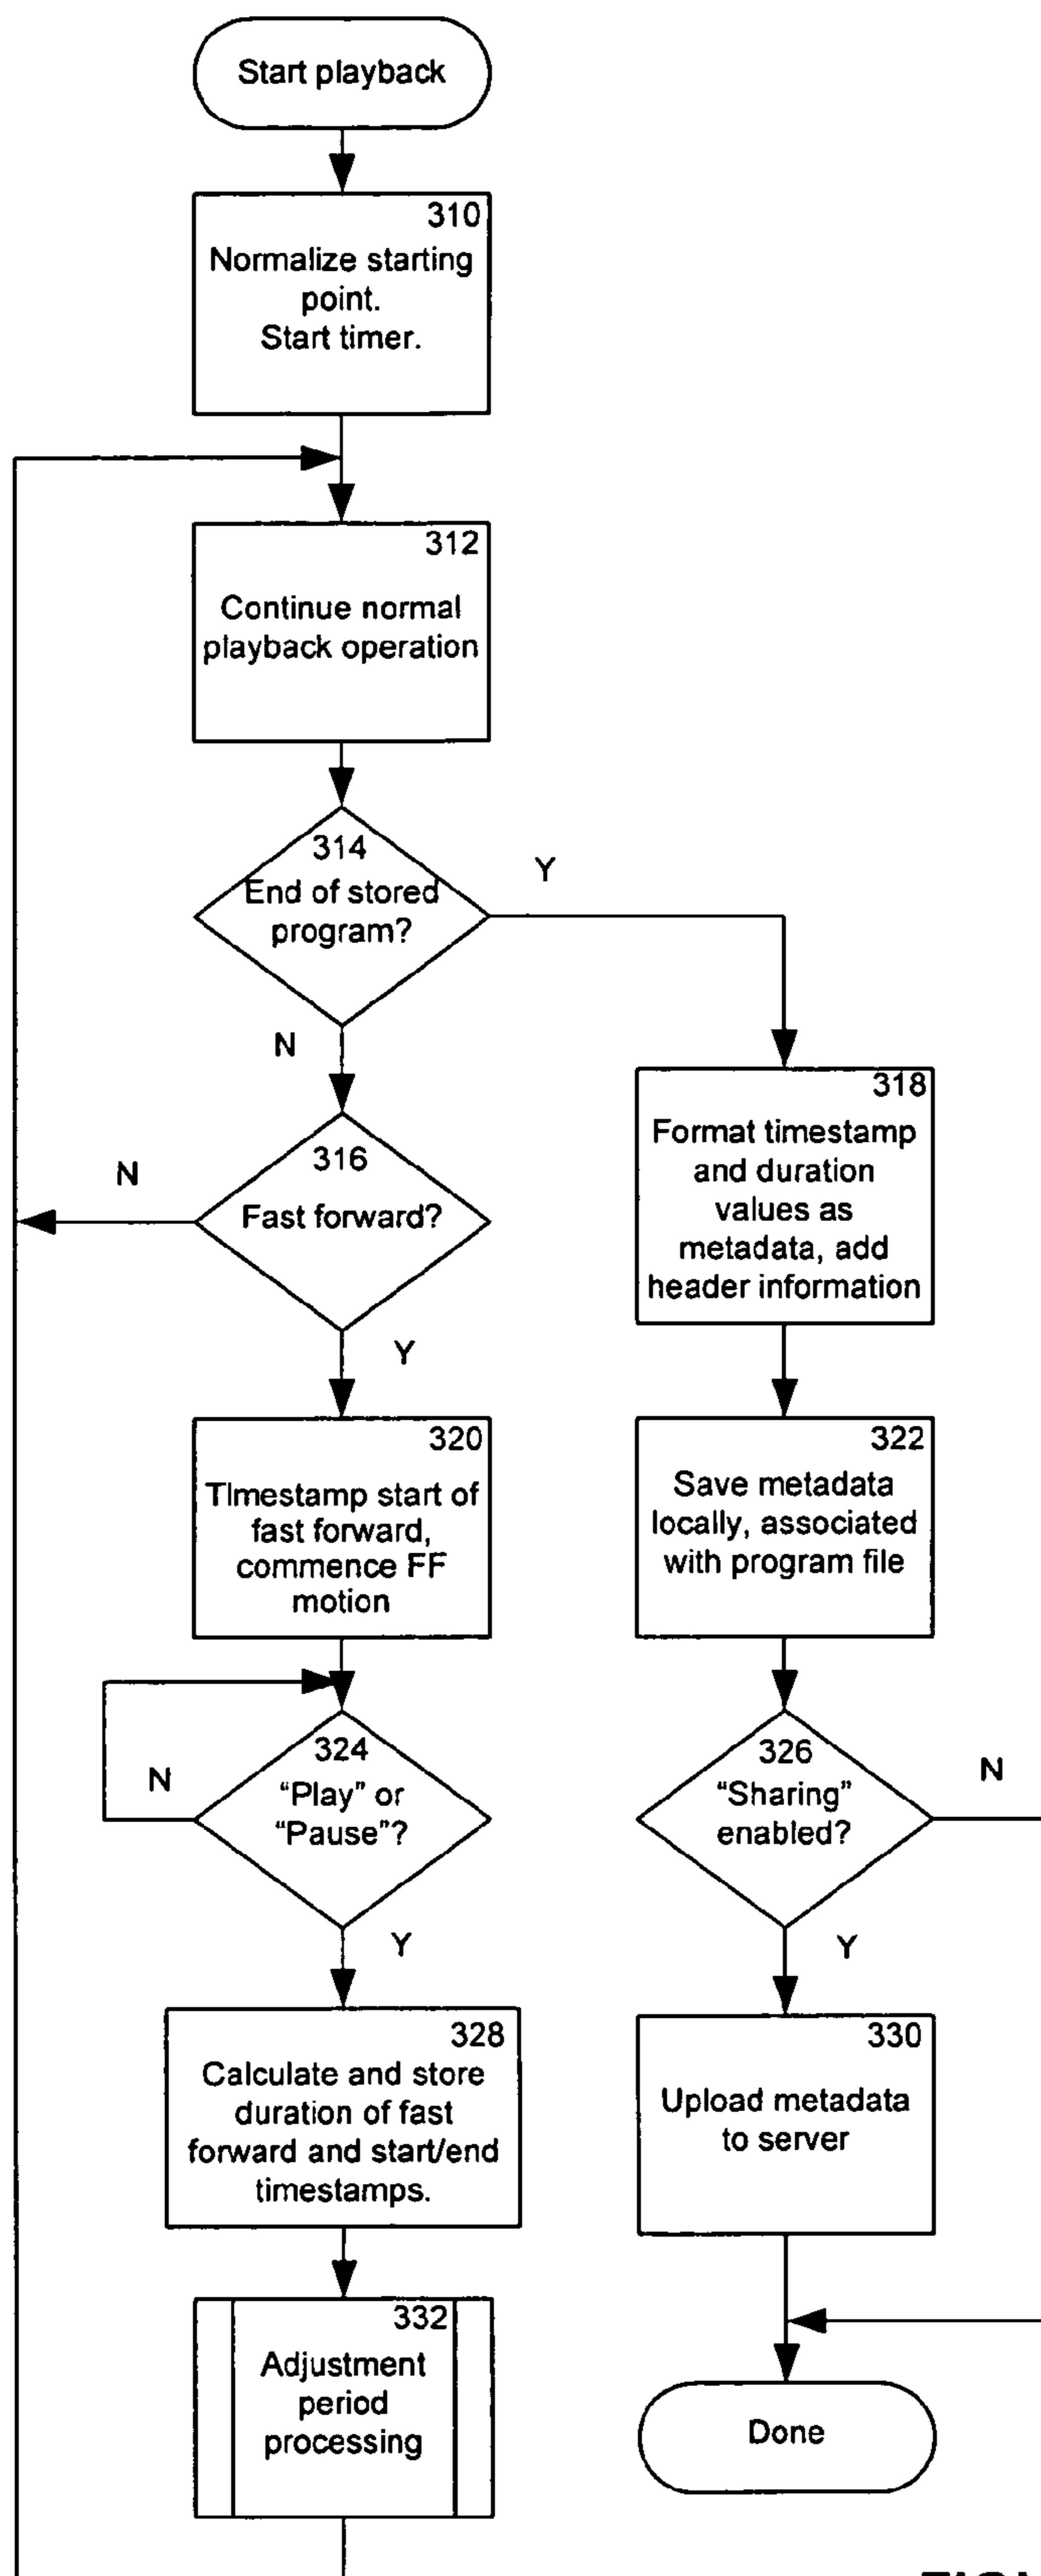 Start playback
310
Normalize starting
point.
Start timer.
312
Continue normal
playback operation
314
End of stored
program?
Y
N
316
Fast forward?
N
Y
318
Format timestamp
and duration
values as
metadata, add
header information
320
Timestamp start of
fast forward,
commence FF
motion
322
Save metadata
locally, associated
with program file
324
“Play” or
“Pause”?
N
Y
326
“Sharing”
enabled?
N
Y
328
Calculate and store
duration of fast
forward and start/end
timestamps.
330
Upload metadata
to server
332
Adjustment
period
processing
Done